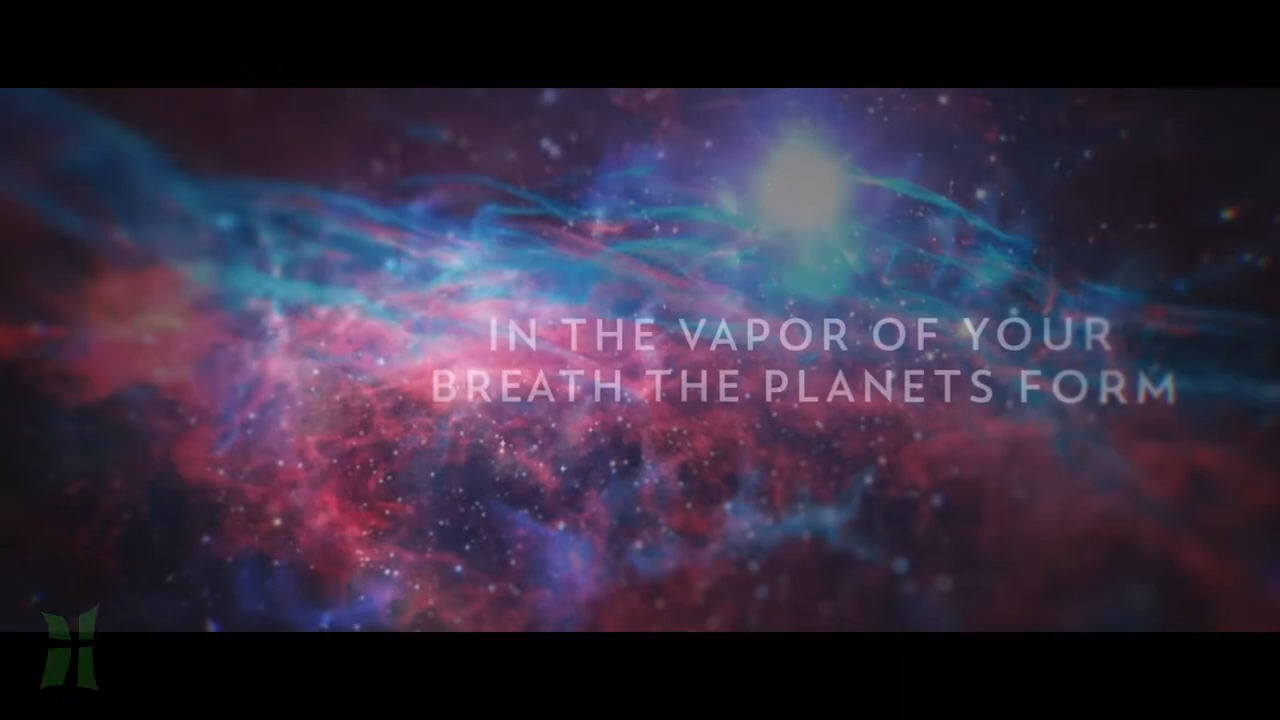 IN THE VAPOR OF YOUR
BREATH THE PLANETS FORM